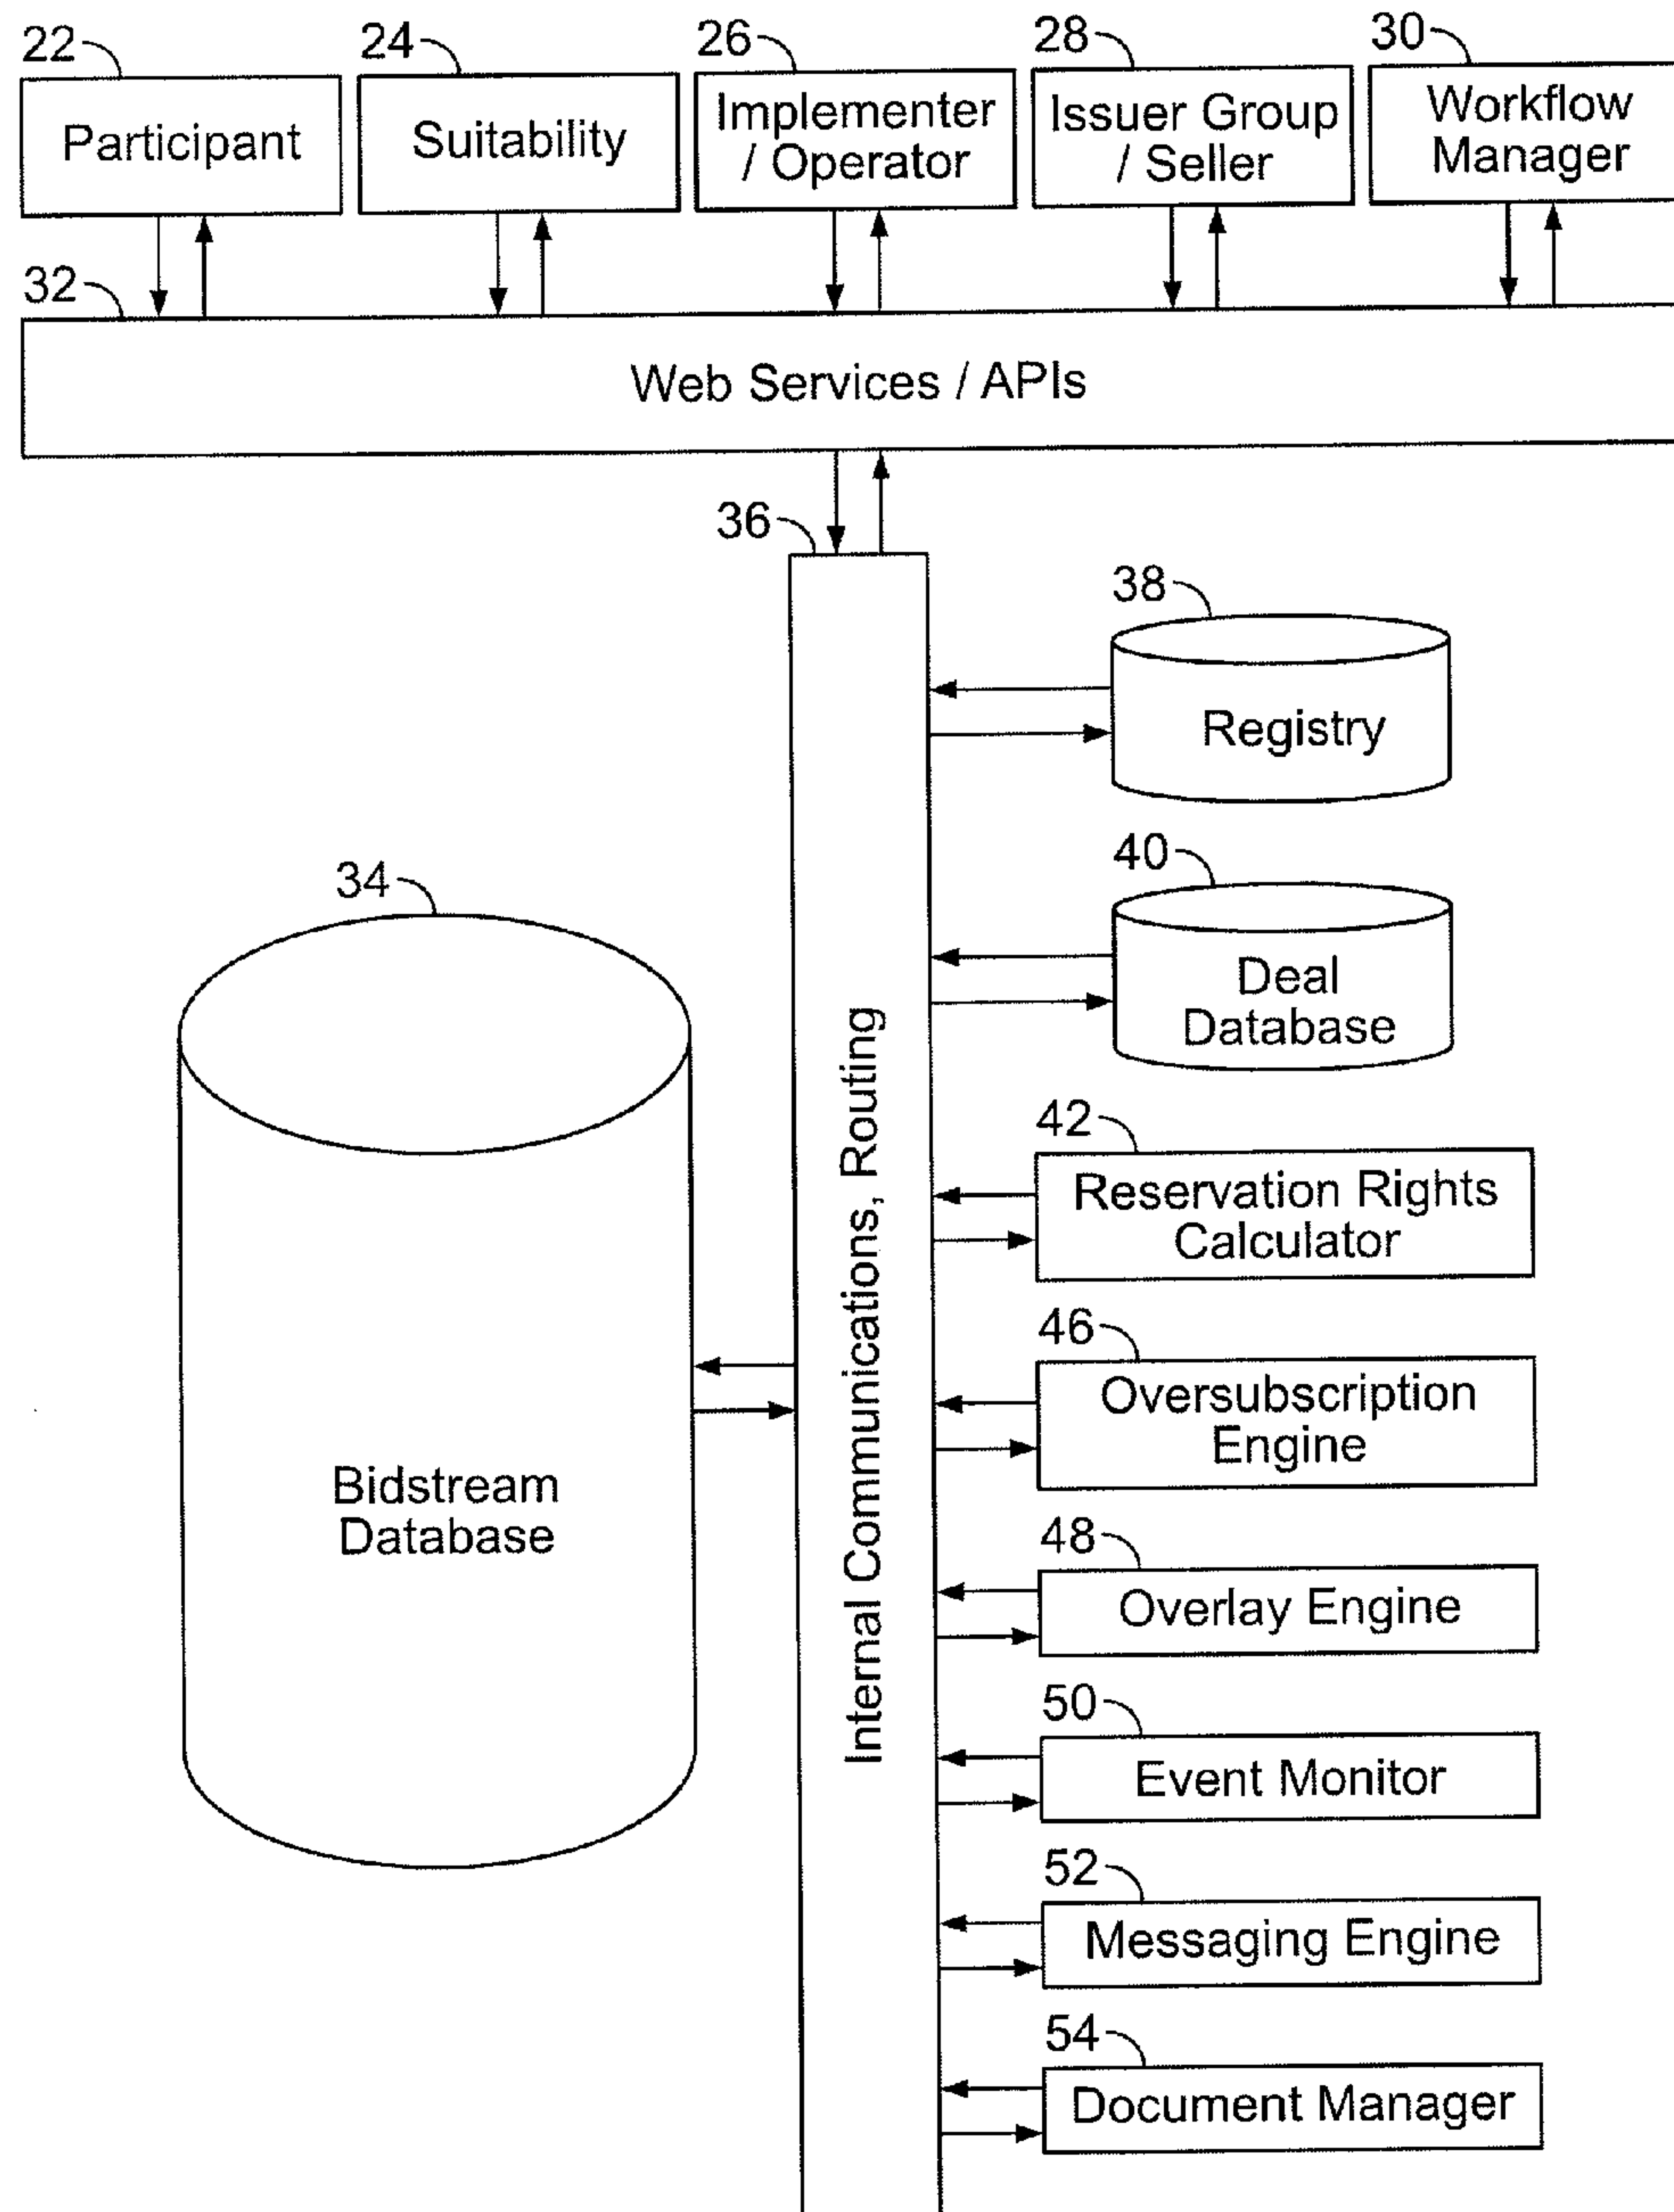 22
24
26
28
30
Participant
Suitability
Implementer
/ Operator
Issuer Group
/ Seller
Workflow
Manager
32
Web Services / APIs
36
38
Registry
40
Deal
Database
34
Bidstream
Database
Internal Communications, Routing
42
Reservation Rights
Calculator
46
Oversubscription
Engine
48
Overlay Engine
50
Event Monitor
52
Messaging Engine
54
Document Manager